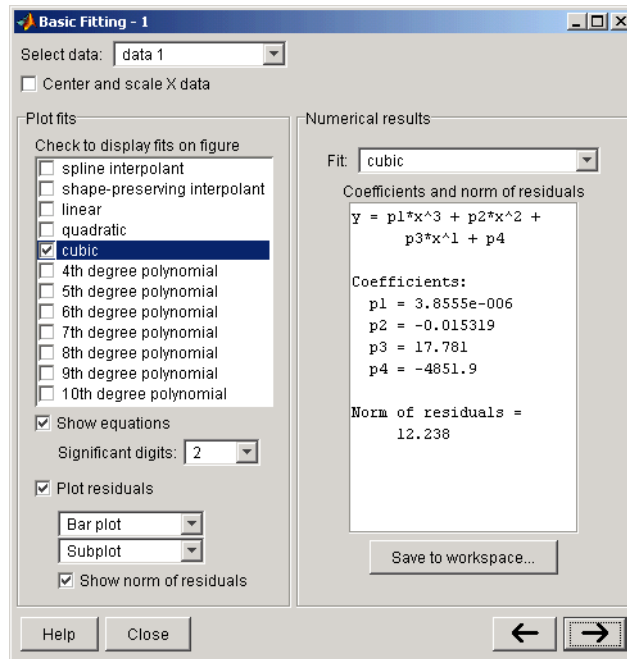 Basic Fitting - 1
Select data: data 1
Center and scale X data
Plot fits
Check to display fits on figure
spline interpolant
shape-preserving interpolant
linear
quadratic
cubic
4th degree polynomial
5th degree polynomial
6th degree polynomial
7th degree polynomial
8th degree polynomial
9th degree polynomial
10th degree polynomial
Show equations
Significant digits: 2
Plot residuals
Bar plot
Subplot
Show norm of residuals
Numerical results
Fit: cubic
Coefficients and norm of residuals
y = p1*x^3 + p2*x^2 +
p3*x^1 + p4
Coefficients:
p1 = 3.8555e-006
p2 = -0.015319
p3 = 17.781
p4 = -4851.9
Norm of residuals =
12.238
Save to workspace...
Help
Close